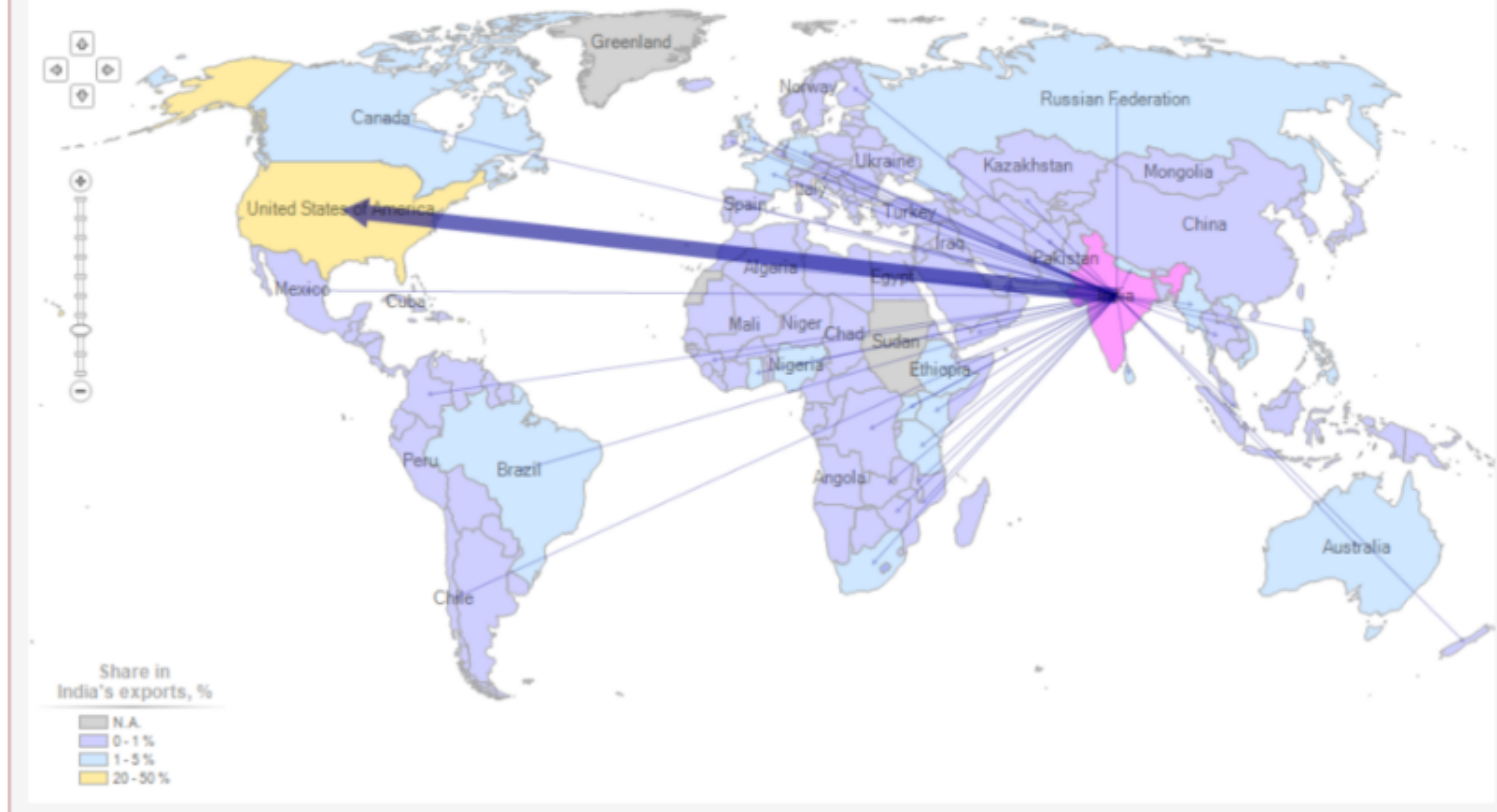 Greenland
Norway
Russian Federation
Canada
Ukraine
Kazakhstan
Mongolia
Italy
United States of America
Spain
Turkey
China
Iraq
Pakistan
Algeria
Egypt
Mexico
Cuba
Mali
Niger
Chad
Sudan
Nigeria
Ethiopia
Peru
Brazil
Angola
Australia
Chile
Share in
India's exports, %
N.A.
0 - 1 %
1 - 5 %
20 - 50 %